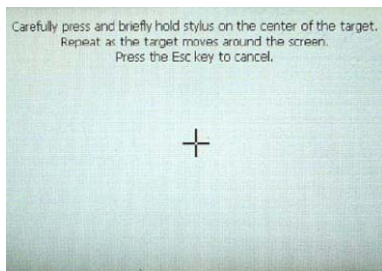 Carefully press and briefly hold stylus on the center of the target.
Repeat as the target moves around the screen.
Press the Esc key to cancel.